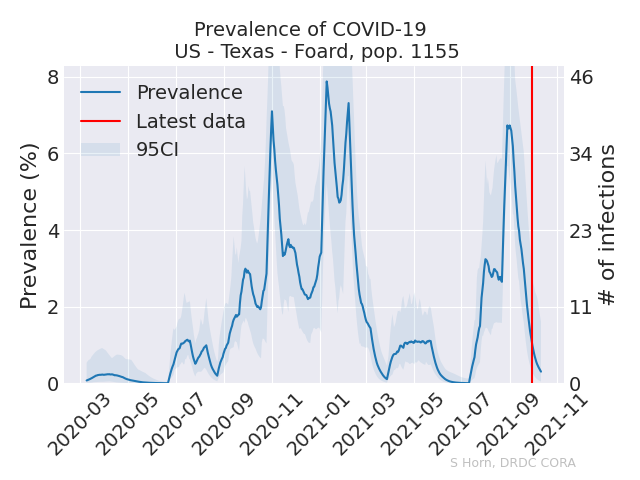 Prevalence of COVID-19
US - Texas - Foard, pop. 1155
Prevalence
Latest data
95CI
Prevalence (%)
8
6
4
2
0
# of infections
46
34
23
11
0
2020-03
2020-05
2020-07
2020-09
2020-11
2021-01
2021-03
2021-05
2021-07
2021-09
2021-11
S Horn, DRDC CORA